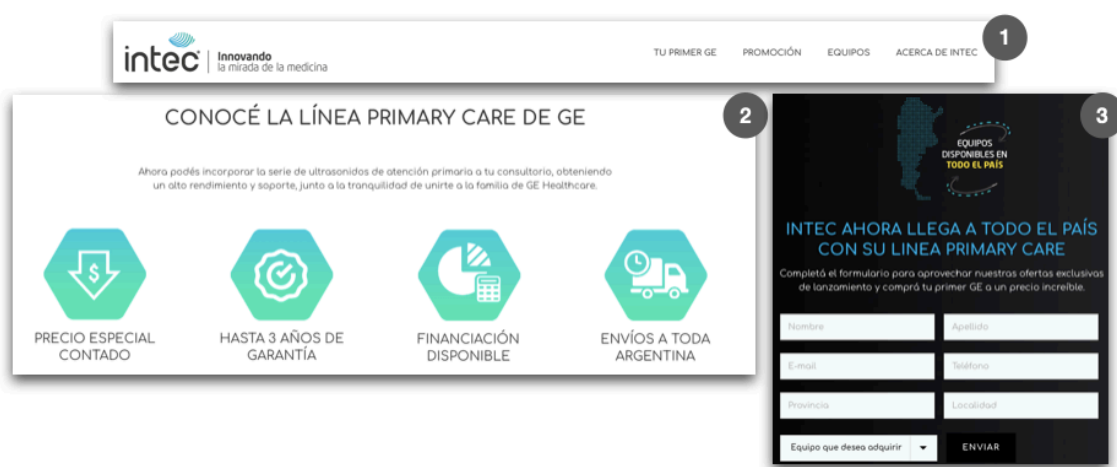 intec
Innovando
la mirada de la medicina
TU PRIMER GE PROMOCIÓN EQUIPOS ACERCA DE INTEC
1
CONOCÉ LA LÍNEA PRIMARY CARE DE GE
2
Ahora podés incorporar la serie de ultrasonidos de atención primaria a tu consultorio, obteniendo
un alto rendimiento y soporte, junto a la tranquilidad de unirte a la familia de GE Healthcare.
$
PRECIO ESPECIAL
CONTADO
HASTA 3 AÑOS DE
GARANTÍA
FINANCIACIÓN
DISPONIBLE
ENVÍOS A TODA
ARGENTINA
3
EQUIPOS
DISPONIBLES EN
TODO EL PAÍS
INTEC AHORA LLEGA A TODO EL PAÍS
CON SU LINEA PRIMARY CARE
Completá el formulario para aprovechar nuestras ofertas exclusivas
de lanzamiento y comprá tu primer GE a un precio increíble.
Nombre Apellido
E-mail Teléfono
Provincia Localidad
Equipo que desea adquirir ENVIAR